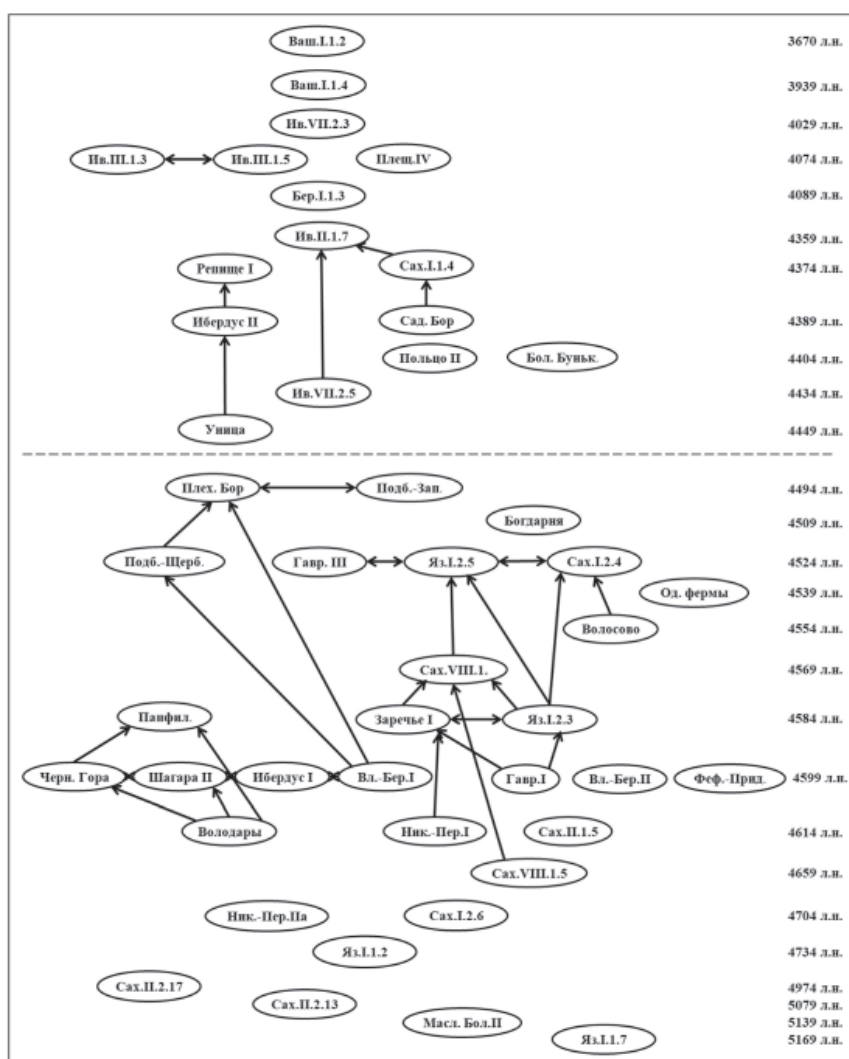 Ваш.I.1.2 3670 л.н.
Ваш.I.1.4 3939 л.н.
Ив.VII.2.3 4029 л.н.
Ив.III.1.3 Ив.III.1.5 Плещ.IV 4074 л.н.
Бер.I.1.3 4089 л.н.
Ив.II.1.7 4359 л.н.
Репище I Сах.I.1.4 4374 л.н.
Ибердус II Сад. Бор 4389 л.н.
Польцо II Бол. Буньк. 4404 л.н.
Ив.VII.2.5 4434 л.н.
Уница 4449 л.н.
Плех. Бор Подб.-Зап. 4494 л.н.
Богдарня 4509 л.н.
Подб.-Щерб. Гавр. III Яз.I.2.5 Сах.I.2.4 4524 л.н.
Од. фермы 4539 л.н.
Волосово 4554 л.н.
Сах.VIII.1. 4569 л.н.
Панфил. Заречье I Яз.I.2.3 4584 л.н.
Черн. Гора Шагара II Ибердус I Вл.-Бер.I Гавр.I Вл.-Бер.II Феф.-Прид. 4599 л.н.
Володары Ник.-Пер.I Сах.II.1.5 4614 л.н.
Сах.VIII.1.5 4659 л.н.
Ник.-Пер.IIа Сах.I.2.6 4704 л.н.
Яз.I.1.2 4734 л.н.
Сах.II.2.17 4974 л.н.
Сах.II.2.13 5079 л.н.
Масл. Бол.II 5139 л.н.
Яз.I.1.7 5169 л.н.